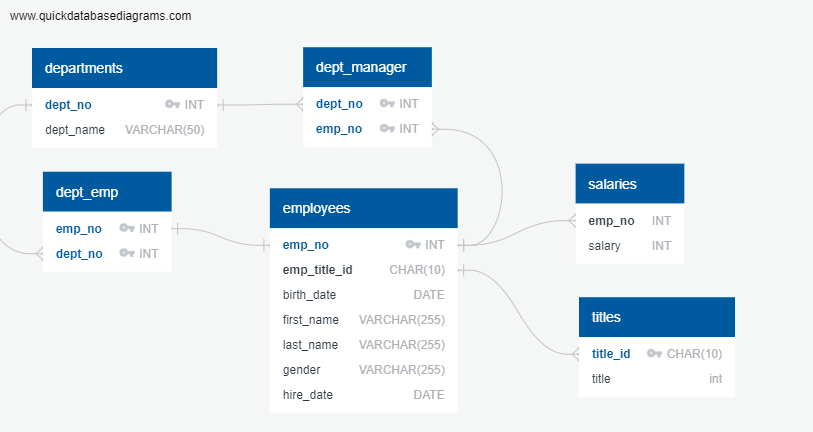 www.quickdatabasediagrams.com
departments
dept_no INT
dept_name VARCHAR(50)
dept_manager
dept_no INT
emp_no INT
dept_emp
emp_no INT
dept_no INT
employees
emp_no INT
emp_title_id CHAR(10)
birth_date DATE
first_name VARCHAR(255)
last_name VARCHAR(255)
gender VARCHAR(255)
hire_date DATE
salaries
emp_no INT
salary INT
titles
title_id CHAR(10)
title int